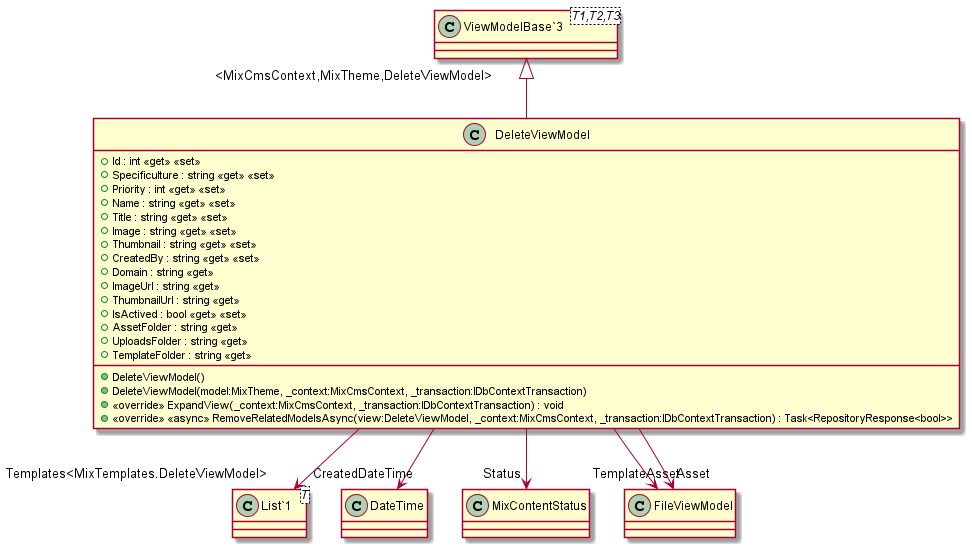 T1,T2,T3
C ViewModelBase`3
<MixCmsContext,MixTheme,DeleteViewModel>
C DeleteViewModel
Id : int «get» «set»
Specificulture : string «get» «set»
Priority : int «get» «set»
Name : string «get» «set»
Title : string «get» «set»
Image : string «get» «set»
Thumbnail : string «get» «set»
CreatedBy : string «get» «set»
Domain : string «get»
ImageUrl : string «get»
ThumbnailUrl : string «get»
IsActived : bool «get» «set»
AssetFolder : string «get»
UploadsFolder : string «get»
TemplateFolder : string «get»
DeleteViewModel()
DeleteViewModel(model:MixTheme, _context:MixCmsContext, _transaction:IDbContextTransaction)
«override» ExpandView(_context:MixCmsContext, _transaction:IDbContextTransaction) : void
«override» «async» RemoveRelatedModelsAsync(view:DeleteViewModel, _context:MixCmsContext, _transaction:IDbContextTransaction) : Task<RepositoryResponse<bool>>
Templates<MixTemplates.DeleteViewModel> CreatedDateTime Status TemplateAsset Asset
T
C List`1 C DateTime C MixContentStatus C FileViewModel